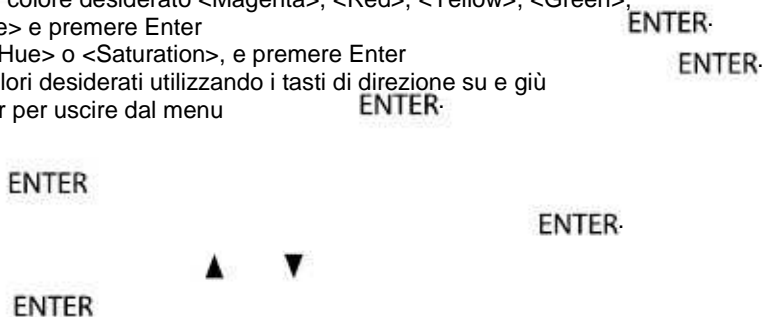 colore desiderato <Magenta>, <Red>, <Yellow>, <Green>,
> e premere Enter ENTER.
Hue> o <Saturation>, e premere Enter ENTER.
desiderati utilizzando i tasti di direzione su e giù
per uscire dal menu ENTER.
ENTER
ENTER.
▲ ▼
ENTER